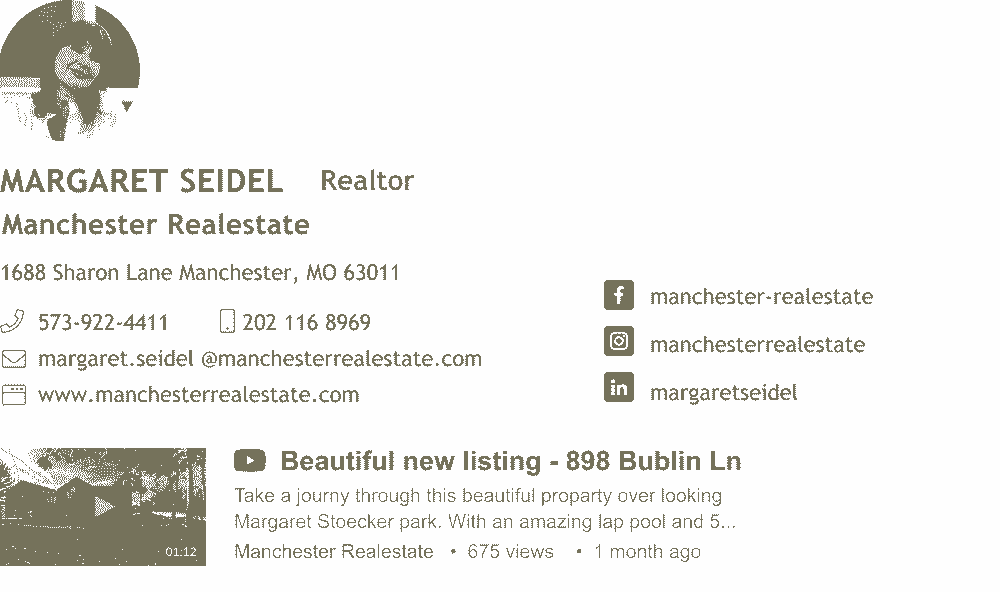 MARGARET SEIDEL Realtor
Manchester Realestate
1688 Sharon Lane Manchester, MO 63011
573-922-4411 202 116 8969
margaret.seidel @manchesterrealestate.com
www.manchesterrealestate.com
manchester-realestate
manchesterrealestate
margaretseidel
Beautiful new listing - 898 Bublin Ln
Take a journy through this beautiful proparty over looking
Margaret Stoecker park. With an amazing lap pool and 5...
01:12
Manchester Realestate • 675 views • 1 month ago